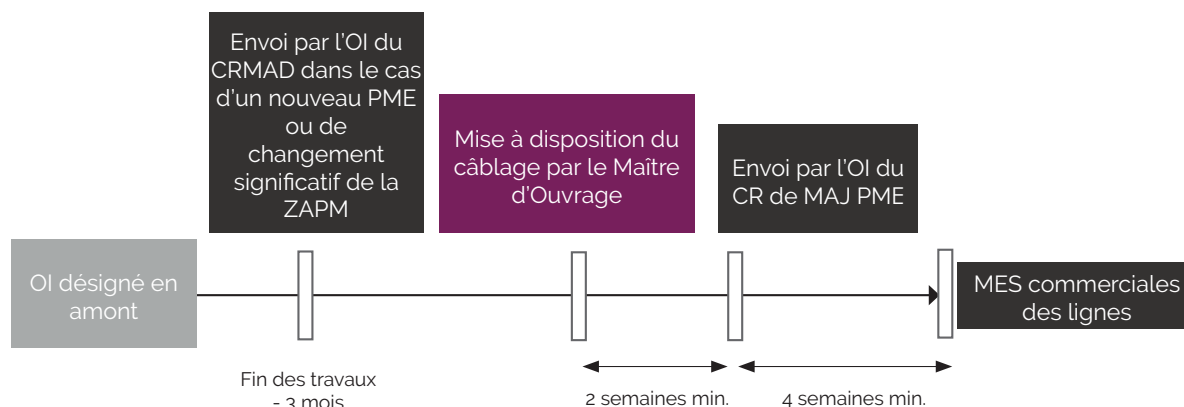 Envoi par l'OI du
CRMAD dans le cas
d'un nouveau PME
ou de
changement
significatif de la
ZAPM
Mise à disposition du
câblage par le Maître
d'Ouvrage
Envoi par l'OI du
CR de MAJ PME
OI désigné en
amont
MES commerciales
des lignes
Fin des travaux
- 3 mois
2 semaines min.
4 semaines min.